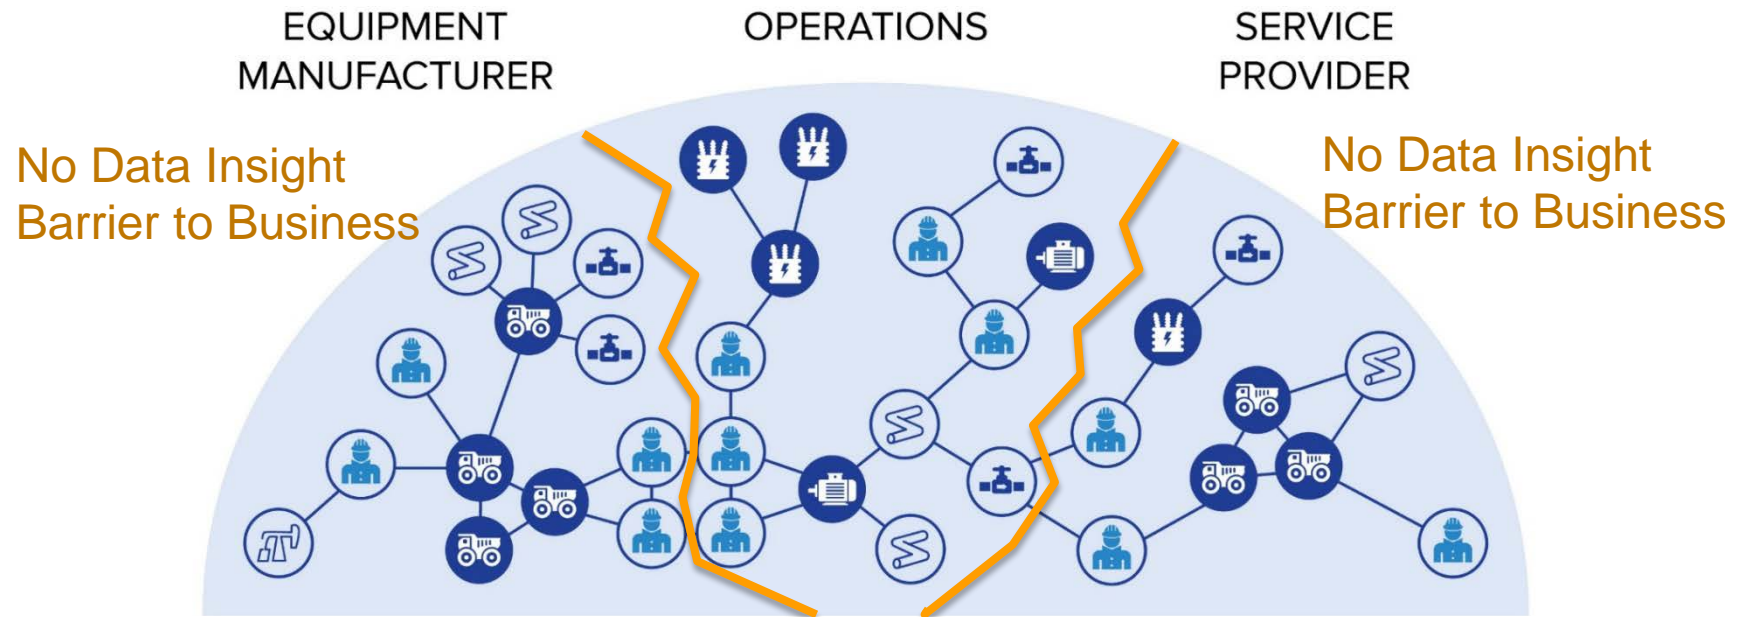 EQUIPMENT
MANUFACTURER
OPERATIONS
SERVICE
PROVIDER
No Data Insight
Barrier to Business
No Data Insight
Barrier to Business